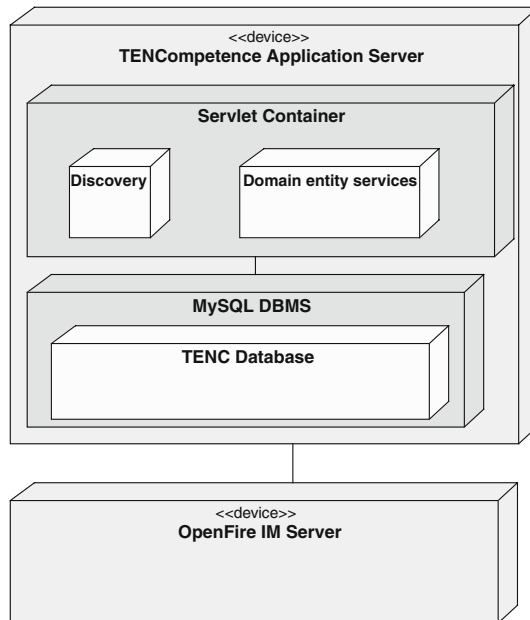 <<device>>
TENCompetence Application Server
Servlet Container
Discovery
Domain entity services
MySQL DBMS
TENC Database
<<device>>
OpenFire IM Server